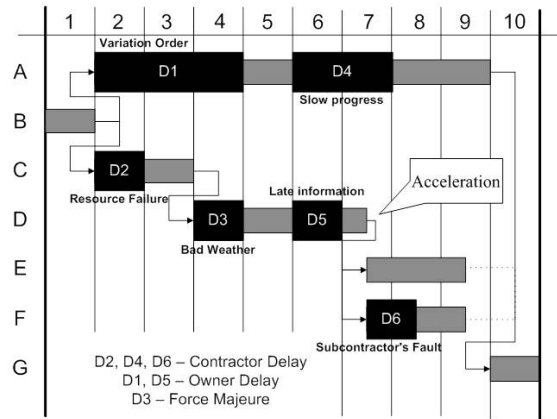 1 2 3 4 5 6 7 8 9 10
Variation Order
A D1 D4
Slow progress
B
C D2
Resource Failure
Late information
Acceleration
D D3 D5
Bad Weather
E
F D6
Subcontractor's Fault
G
D2, D4, D6 – Contractor Delay
D1, D5 – Owner Delay
D3 – Force Majeure